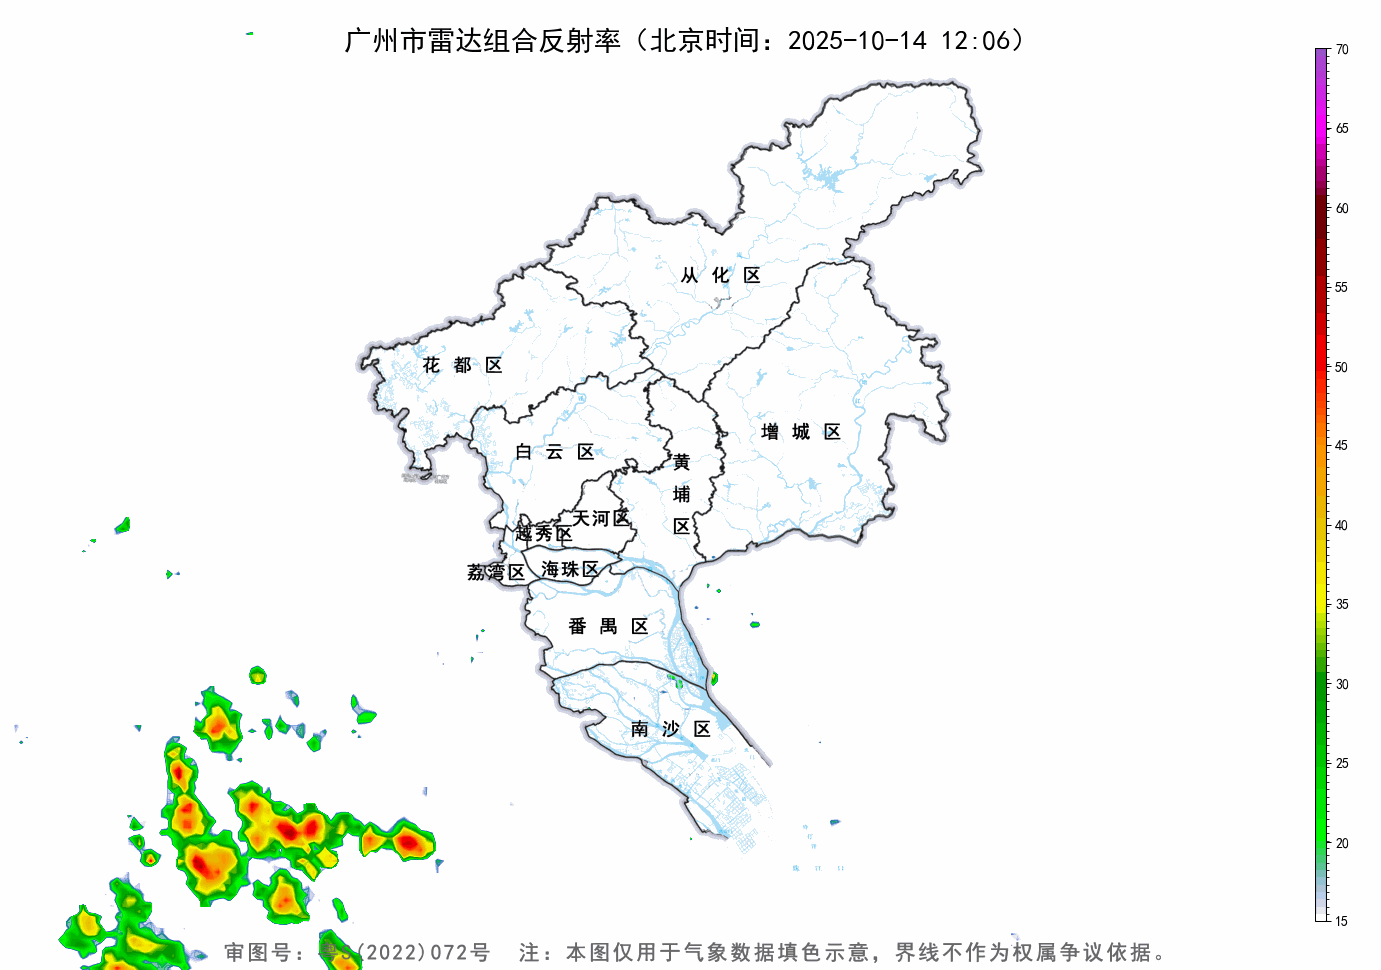 广州市雷达组合反射率（北京时间：2025-10-14 12:06）
70
65
60
55
50
45
40
35
30
25
20
15
从化区
花都区
增城区
白云区
黄埔区
天河区
越秀区
荔湾区
海珠区
番禺区
南沙区
审图号：粤S(2022)072号 注：本图仅用于气象数据填色示意，界线不作为权属争议依据。